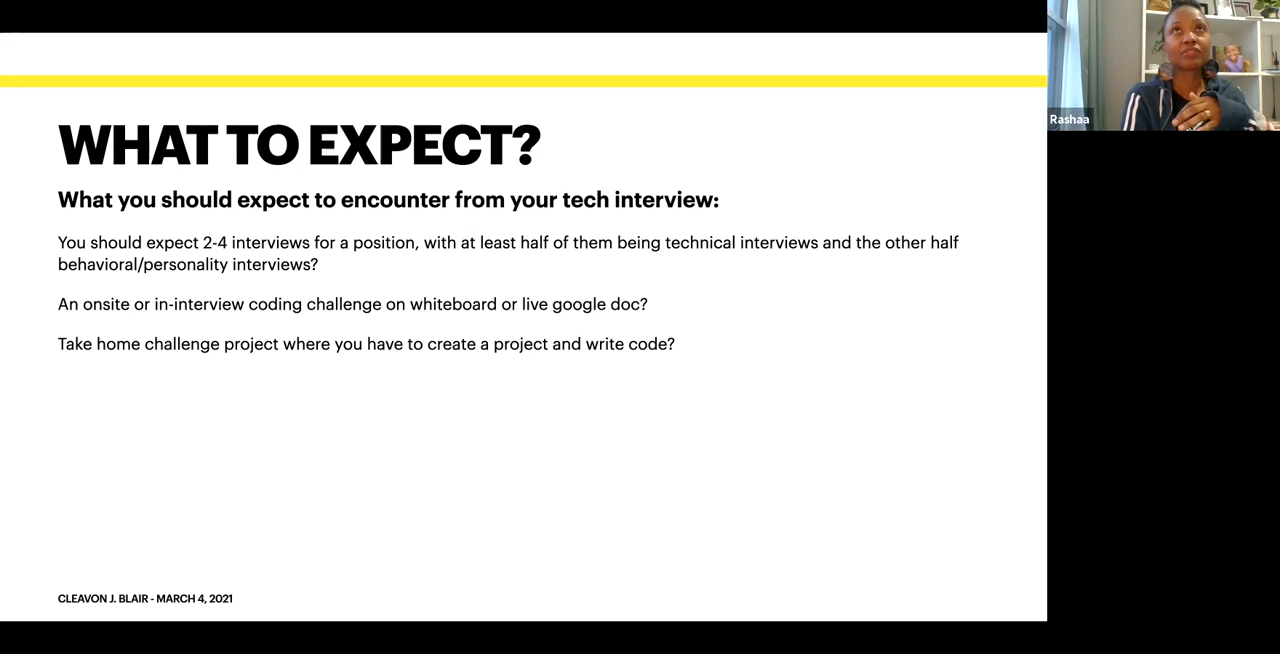 WHAT TO EXPECT?
What you should expect to encounter from your tech interview:
You should expect 2-4 interviews for a position, with at least half of them being technical interviews and the other half
behavioral/personality interviews?
An onsite or in-interview coding challenge on whiteboard or live google doc?
Take home challenge project where you have to create a project and write code?
CLEAVON J. BLAIR - MARCH 4, 2021
Rashaa